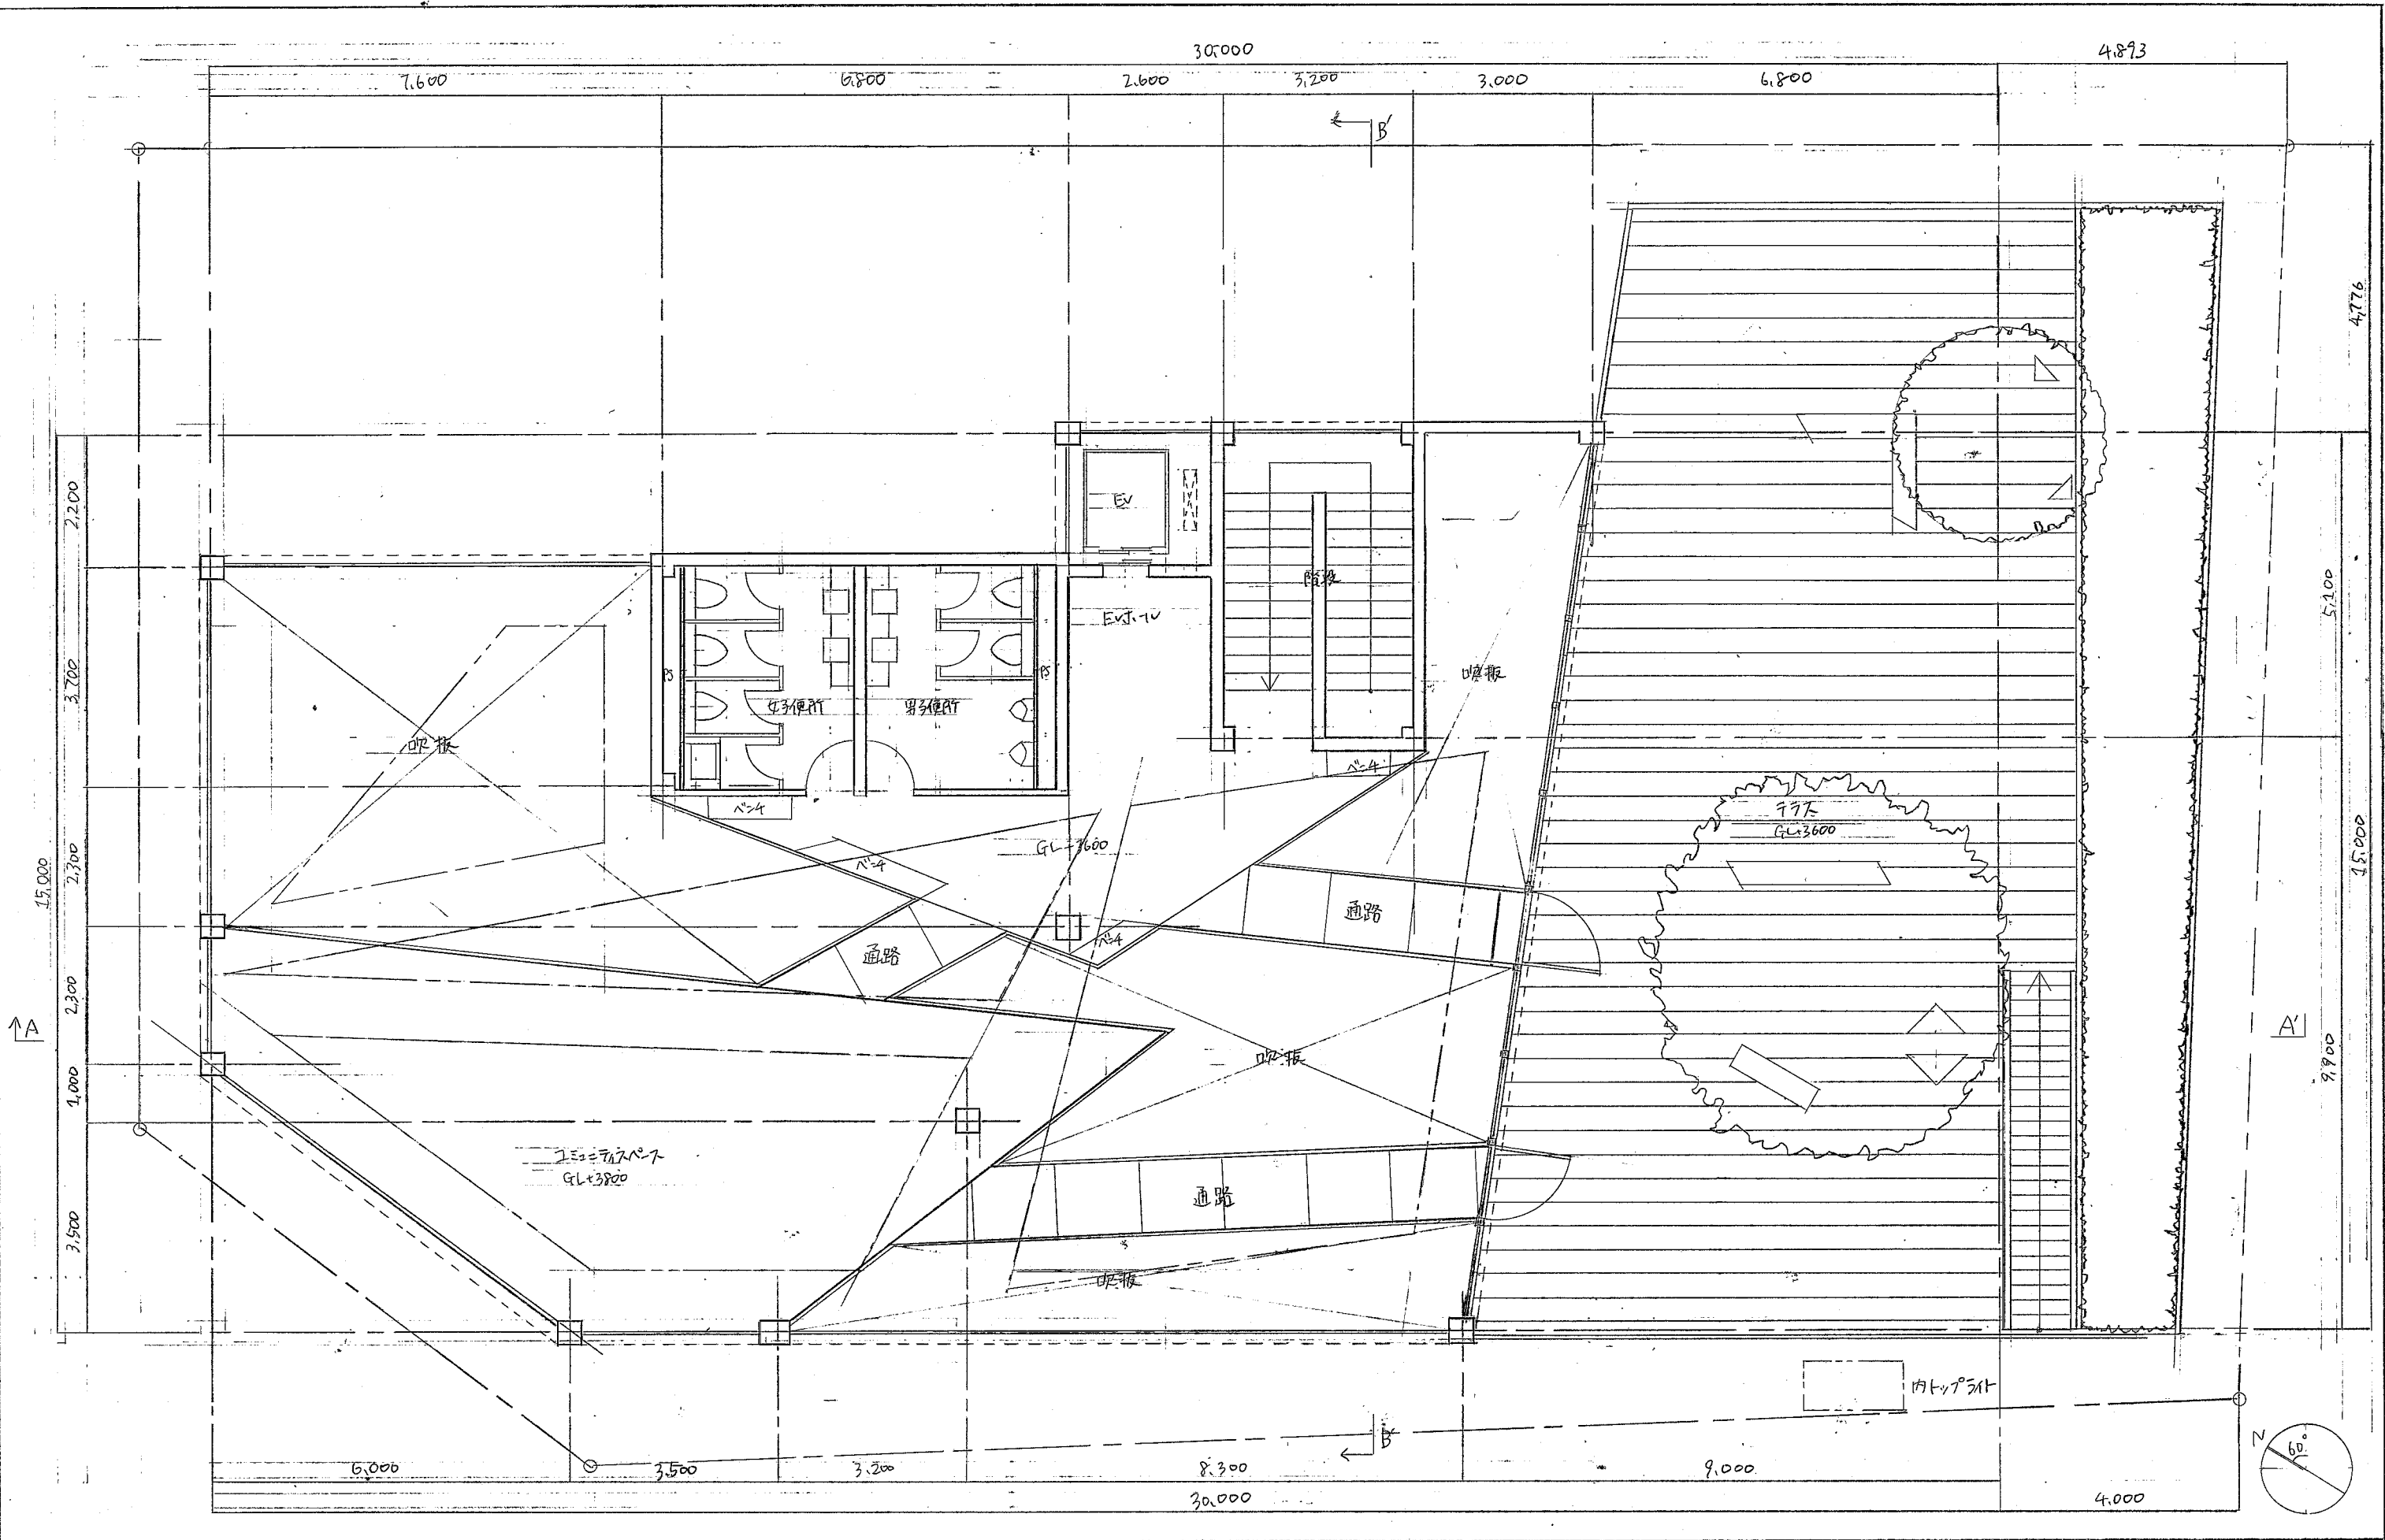 30,000
4,893
7,600
6,800
2,600
3,200
3,000
6,800
B'
4,776
2,200
EV
階段
EVホール
5,100
3,700
PS
PS
吹抜
女子便所
男子便所
吹抜
ベンチ
ベンチ
テラス
GL+3600
GL+3600
15,000
2,300
ベンチ
15,000
通路
ベンチ
通路
2,300
A
吹抜
A'
9,900
1,000
コミュニティスペース
GL+3800
通路
3,500
吹抜
内トップライト
B
N
60°
6,000
3,500
3,200
8,300
9,000
30,000
4,000